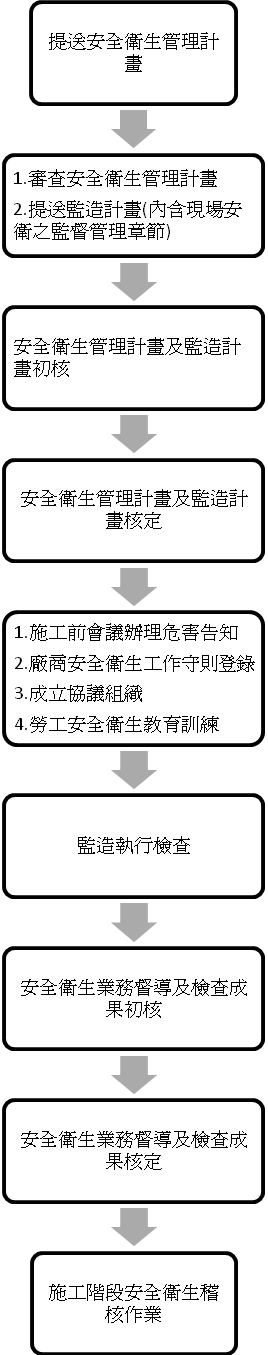 提送安全衛生管理計
畫
1.審查安全衛生管理計畫
2.提送監造計畫(內含現場安
衛之監督管理章節)
安全衛生管理計畫及監造計
畫初核
安全衛生管理計畫及監造計
畫核定
1.施工前會議辦理危害告知
2.廠商安全衛生工作守則登錄
3.成立協議組織
4.勞工安全衛生教育訓練
監造執行檢查
安全衛生業務督導及檢查成
果初核
安全衛生業務督導及檢查成
果核定
施工階段安全衛生稽
核作業